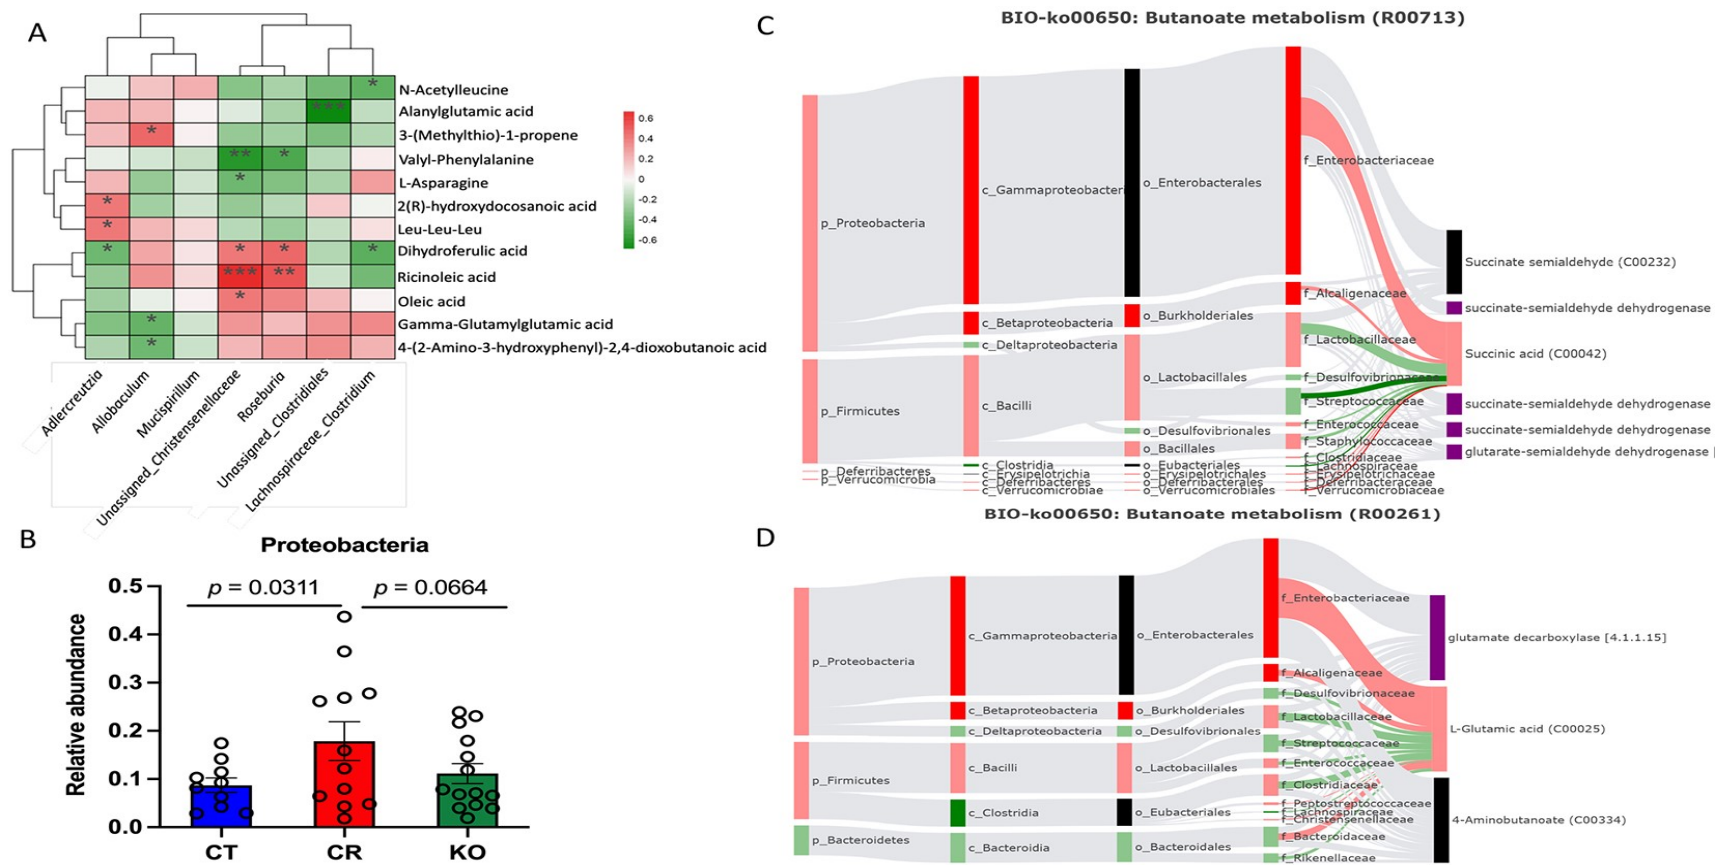 A
N-Acetylleucine
Alanylglutamic acid
3-(Methylthio)-1-propene
Valyl-Phenylalanine
L-Asparagine
2(R)-hydroxydocosanoic acid
Leu-Leu-Leu
Dihydroferulic acid
Ricinoleic acid
Oleic acid
Gamma-Glutamylglutamic acid
4-(2-Amino-3-hydroxyphenyl)-2,4-dioxobutanoic acid
*
***
*
** *
*
*
*
* * * *
*** **
*
*
*
0.6
0.4
0.2
0
-0.2
-0.4
-0.6
Adlercreutzia
Allobaculum
Mucispirillum
Unassigned_Christensenellaceae
Roseburia
Unassigned_Clostridiales
Lachnospiraceae_Clostridium
B
Proteobacteria
p = 0.0311
p = 0.0664
Relative abundance
0.5
0.4
0.3
0.2
0.1
0.0
CT
CR
KO
C
BIO-ko00650: Butanoate metabolism (R00713)
p_Proteobacteria
p_Firmicutes
p_Deferribacteres
p_Verrucomicrobia
c_Gammaproteobacteri
c_Betaproteobacteria
c_Deltaproteobacteria
c_Bacilli
c_Clostridia
c_Erysipelotrichia
c_Deferribacteres
c_Verrucomicrobiae
o_Enterobacterales
o_Burkholderiales
o_Lactobacillales
o_Desulfovibrionales
o_Bacillales
o_Eubacteriales
o_Erysipelotrichales
o_Deferribacterales
o_Verrucomicrobiales
f_Enterobacteriaceae
f_Alcaligenaceae
f_Lactobacillaceae
f_Desulfovibrionaceae
f_Streptococcaceae
f_Enterococcaceae
f_Staphylococcaceae
f_Clostridiaceae
f_Lachnospiraceae
f_Erysipelotrichaceae
f_Deferribacteraceae
f_Verrucomicrobiaceae
Succinate semialdehyde (C00232)
succinate-semialdehyde dehydrogenase
Succinic acid (C00042)
succinate-semialdehyde dehydrogenase
succinate-semialdehyde dehydrogenase
glutarate-semialdehyde dehydrogenase [
D
BIO-ko00650: Butanoate metabolism (R00261)
p_Proteobacteria
p_Firmicutes
p_Bacteroidetes
c_Gammaproteobacteria
c_Betaproteobacteria
c_Deltaproteobacteria
c_Bacilli
c_Clostridia
c_Bacteroidia
o_Enterobacterales
o_Burkholderiales
o_Desulfovibrionales
o_Lactobacillales
o_Eubacteriales
o_Bacteroidales
f_Enterobacteriaceae
f_Alcaligenaceae
f_Desulfovibrionaceae
f_Lactobacillaceae
f_Streptococcaceae
f_Enterococcaceae
f_Clostridiaceae
f_Peptostreptococcaceae
f_Lachnospiraceae
f_Christensenellaceae
f_Bacteroidaceae
f_Rikenellaceae
glutamate decarboxylase [4.1.1.15]
L-Glutamic acid (C00025)
4-Aminobutanoate (C00334)